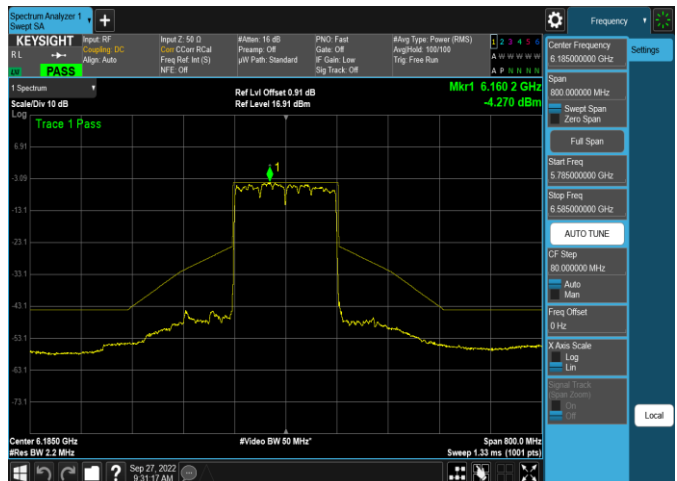 Spectrum Analyzer 1
Swept SA
Frequency
KEYSIGHT
R L
PASS
Input: RF
Coupling: DC
Align: Auto
Input Z: 50 Ω
Corr CCorr RCal
Freq Ref: Int (S)
NFE: Off
#Atten: 16 dB
Preamp: Off
µW Path: Standard
PNO: Fast
Gate: Off
IF Gain: Low
Sig Track: Off
#Avg Type: Power (RMS)
Avg|Hold: 100/100
Trig: Free Run
1 2 3 4 5 6
A W W W W W
A P N N N N
1 Spectrum
Scale/Div 10 dB
Log
Ref Lvl Offset 0.91 dB
Ref Level 16.91 dBm
Mkr1 6.160 2 GHz
-4.270 dBm
Trace 1 Pass
1
6.91
-3.09
-13.1
-23.1
-33.1
-43.1
-53.1
-63.1
-73.1
Center 6.1850 GHz
#Res BW 2.2 MHz
#Video BW 50 MHz*
Span 800.0 MHz
Sweep 1.33 ms (1001 pts)
Sep 27, 2022
9:31:17 AM
Center Frequency
6.185000000 GHz
Span
800.000000 MHz
Swept Span
Zero Span
Full Span
Start Freq
5.785000000 GHz
Stop Freq
6.585000000 GHz
AUTO TUNE
CF Step
80.000000 MHz
Auto
Man
Freq Offset
0 Hz
X Axis Scale
Log
Lin
Signal Track
(Span Zoom)
On
Off
Settings
Local